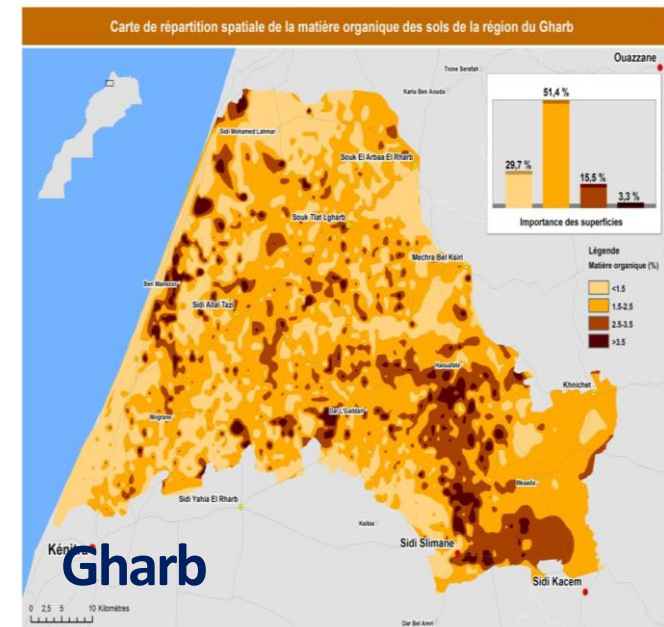 Carte de répartition spatiale de la matière organique des sols de la région du Gharb
Ouazzane
Tnine Serafah
Karia Ben Aouda
51,4 %
29,7 %
15,5 %
3,3 %
Importance des superficies
Sidi Mohamed Lahmar
Souk El Arbaa El Rharb
Souk Tlat Lgharb
Mechra Bel Ksiri
Légende
Matière organique (%)
<1.5
1.5-2.5
2.5-3.5
>3.5
Ben Mansour
Sidi Allal Tazi
Haouafate
Khnichet
Dar L'Gaddari
Mograne
Sidi Yahia El Rharb
Ksibia
Sidi Slimane
Kénitra
Gharb
Sidi Kacem
0 2,5 5 10 Kilomètres
Dar Bel Amri